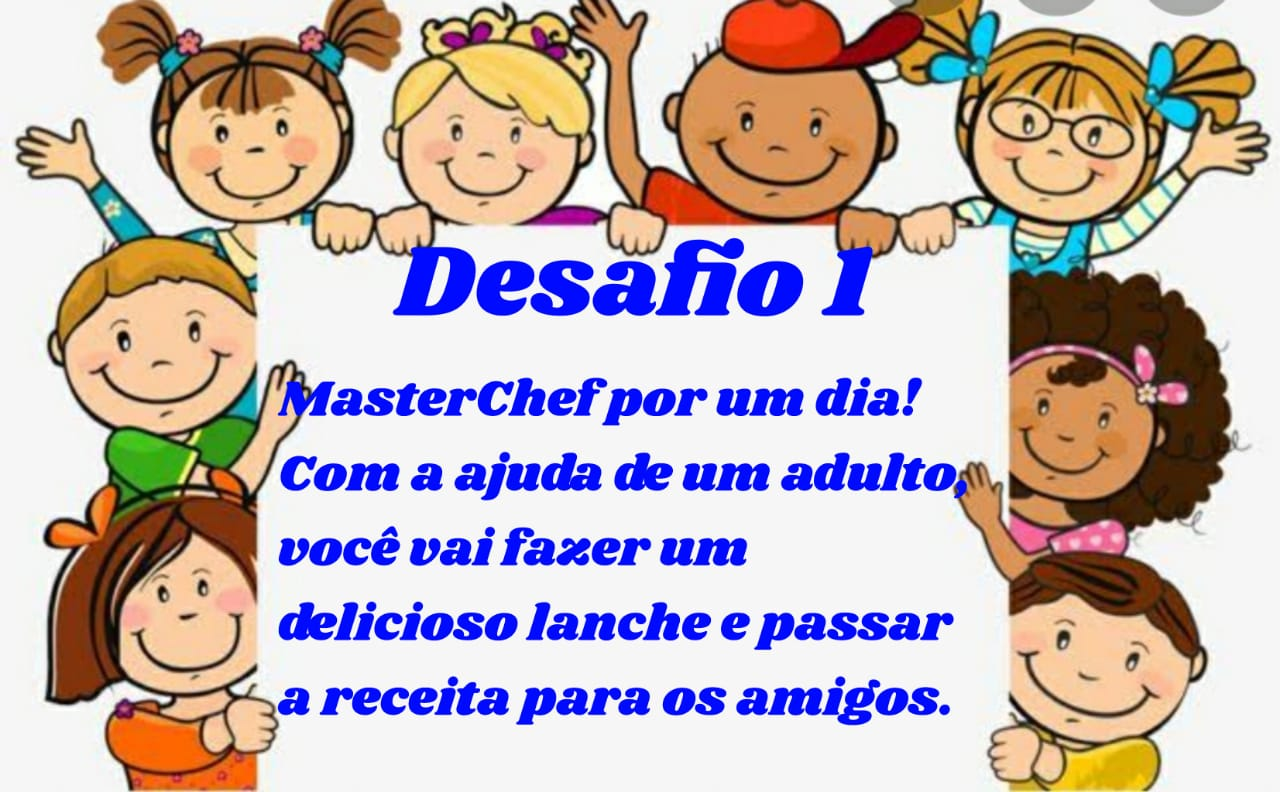 Desafio 1
MasterChef por um dia!
Com a ajuda de um adulto,
você vai fazer um
delicioso lanche e passar
a receita para os amigos.